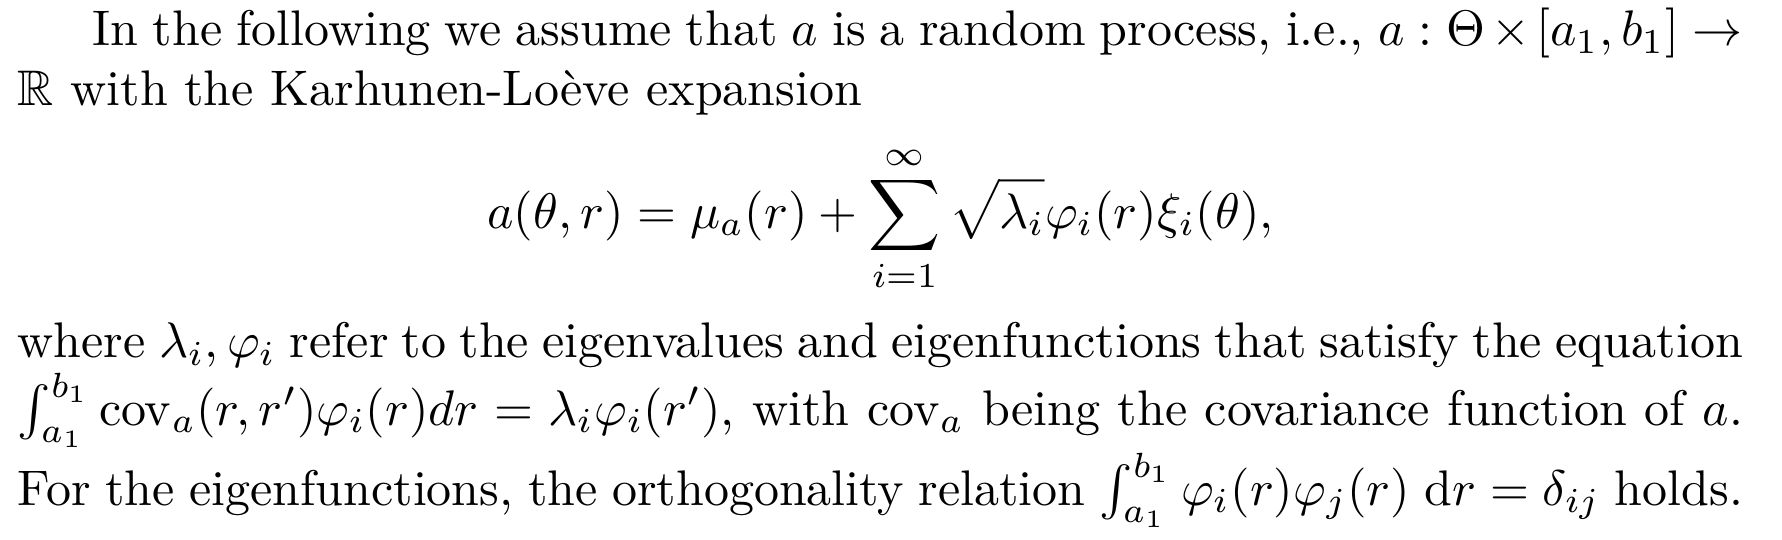 In the following we assume that $a$ is a random process, i.e., $a : \Theta \times [a_1, b_1] \to$
$\mathbb{R}$ with the Karhunen-Loève expansion
$$a(\theta, r) = \mu_a(r) + \sum_{i=1}^{\infty} \sqrt{\lambda_i} \varphi_i(r) \xi_i(\theta),$$
where $\lambda_i, \varphi_i$ refer to the eigenvalues and eigenfunctions that satisfy the equation
$\int_{a_1}^{b_1} \mathrm{cov}_a(r, r') \varphi_i(r) dr = \lambda_i \varphi_i(r')$, with $\mathrm{cov}_a$ being the covariance function of $a$.
For the eigenfunctions, the orthogonality relation $\int_{a_1}^{b_1} \varphi_i(r) \varphi_j(r) \, \mathrm{d}r = \delta_{ij}$ holds.